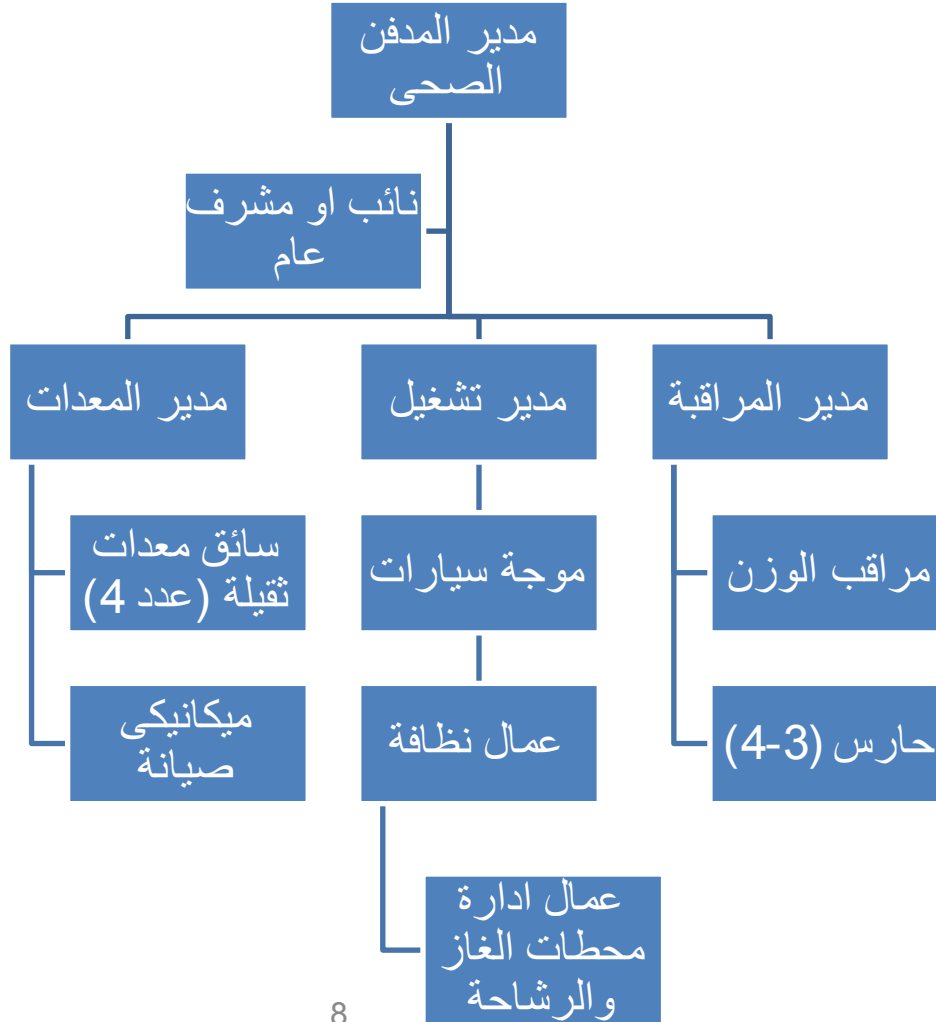 مدير المدفن
الصحى
نائب او مشرف
عام
مدير المراقبة
مدير تشغيل
مدير المعدات
مراقب الوزن
موجة سيارات
سائق معدات
ثقيلة (عدد 4)
حارس (3-4)
عمال نظافة
ميكانيكى
صيانة
عمال ادارة
محطات الغاز
والرشاحة
8